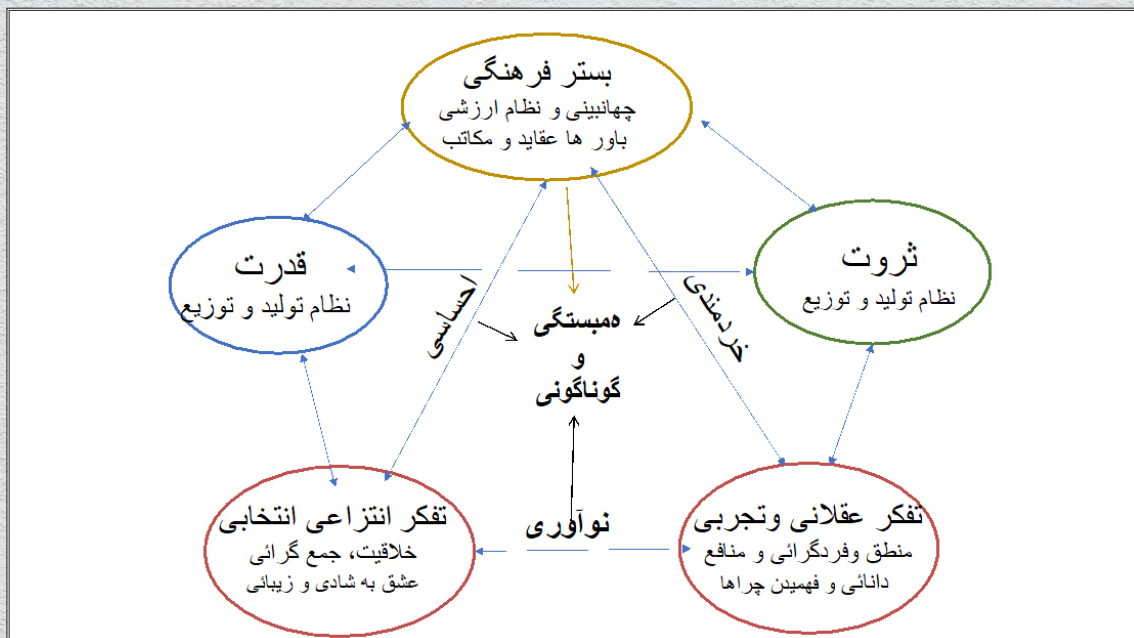 بستر فرهنگی
چهانبینی و نظام ارزشی
باور ها عقاید و مکاتب
ثروت
نظام تولید و توزیع
قدرت
نظام تولید و توزیع
خردمندی
احساسی
همبستگی
و
گوناگونی
نوآوری
تفکر عقلانی وتجربی
منطق وفردگرائی و منافع
دانائی و فهمیدن چراها
تفکر انتزاعی انتخابی
خلاقیت، جمع گرائی
عشق به شادی و زیبائی